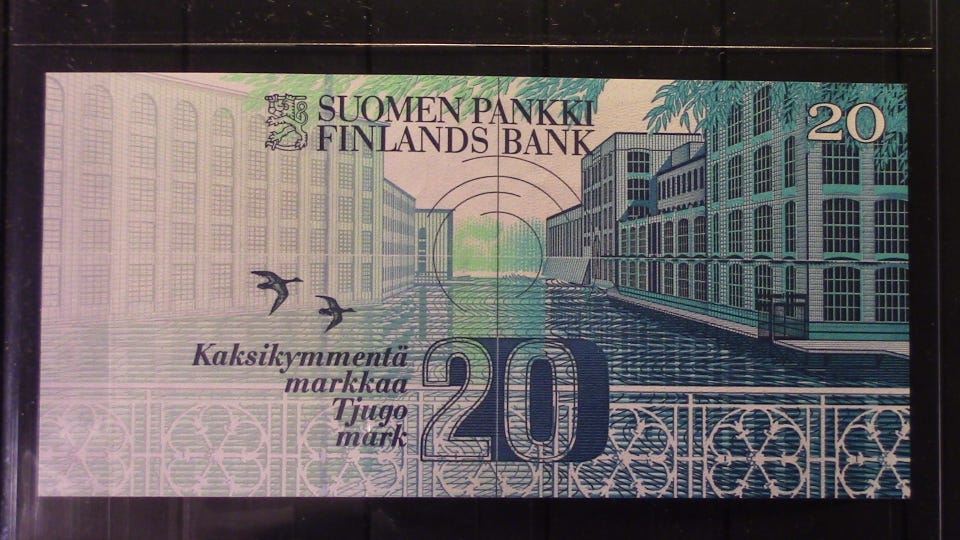 SUOMEN PANKKI
FINLANDS BANK
20
Kaksikymmentä
markkaa
Tjugo
mark
20